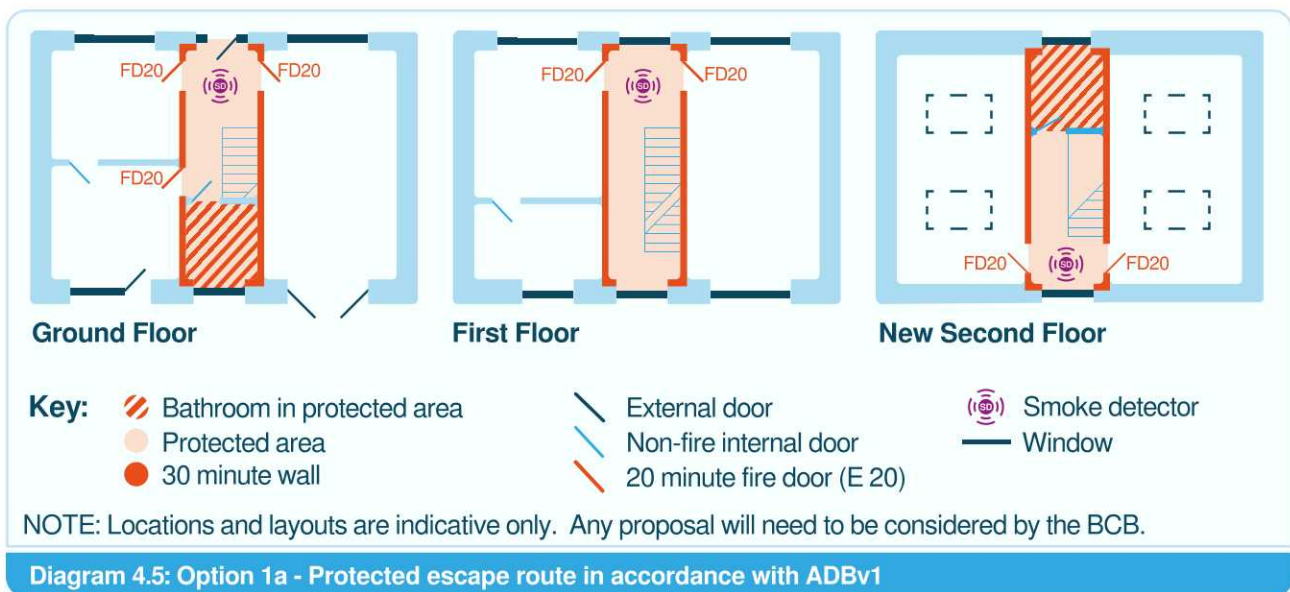 FD20
FD20
SD
FD20
Ground Floor
FD20
FD20
SD
First Floor
FD20
FD20
SD
New Second Floor
Key:
Bathroom in protected area
Protected area
30 minute wall
External door
Non-fire internal door
20 minute fire door (E 20)
SD
Smoke detector
Window
NOTE: Locations and layouts are indicative only. Any proposal will need to be considered by the BCB.
Diagram 4.5: Option 1a - Protected escape route in accordance with ADBv1